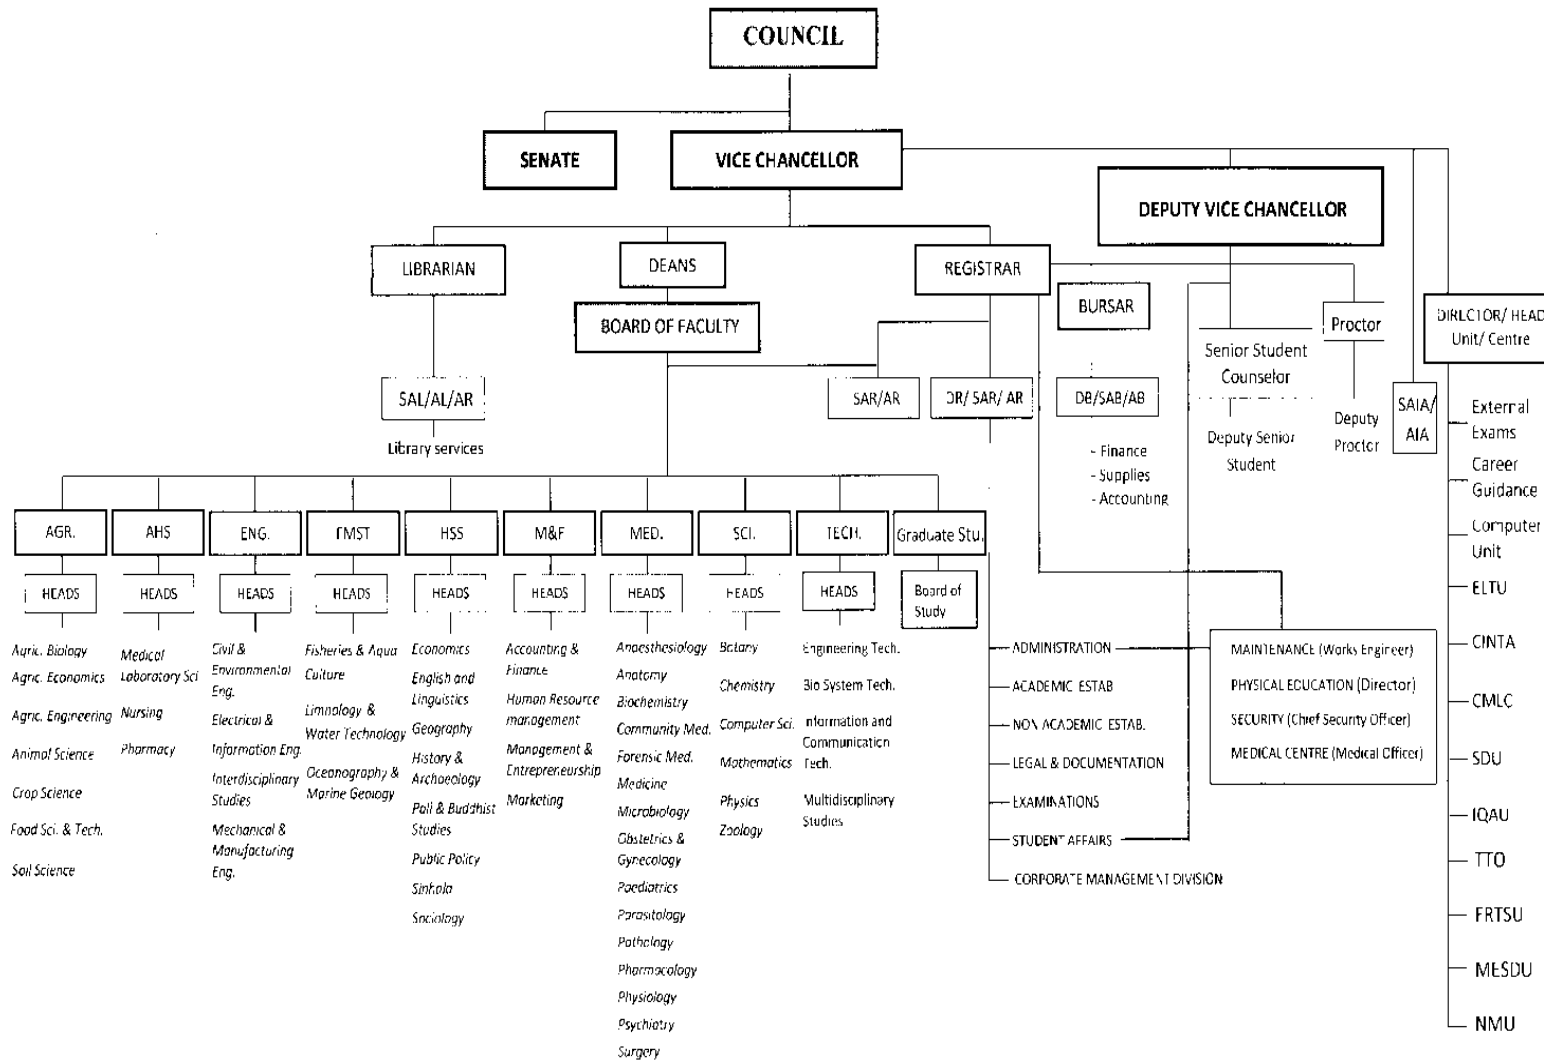 COUNCIL
SENATE
VICE CHANCELLOR
DEPUTY VICE CHANCELLOR
LIBRARIAN
DEANS
REGISTRAR
BURSAR
BOARD OF FACULTY
Proctor
DIRECTOR/ HEAD
Unit/ Centre
Senior Student
Counselor
SAL/AL/AR
SAR/AR
DR/ SAR/ AR
DB/SAB/AB
SAIA/
AIA
Library services
Deputy Senior
Student
Deputy
Proctor
- Finance
- Supplies
- Accounting
External
Exams
Career
Guidance
Computer
Unit
ELTU
CINTA
CMLC
SDU
IQAU
TTO
FRTSU
MESDU
NMU
AGR.
AHS
ENG.
FMST
HSS
M&F
MED.
SCI.
TECH.
Graduate Stu.
HEADS
HEADS
HEADS
HEADS
HEADS
HEADS
HEADS
HEADS
HEADS
Board of
Study
Agric. Biology
Agric. Economics
Agric. Engineering
Animal Science
Crop Science
Food Sci. & Tech.
Soil Science
Medical
Laboratory Sci
Nursing
Pharmacy
Civil &
Environmental
Eng.
Electrical &
Information Eng.
Interdisciplinary
Studies
Mechanical &
Manufacturing
Eng.
Fisheries & Aqua
Culture
Limnology &
Water Technology
Oceanography &
Marine Geology
Economics
English and
Linguistics
Geography
History &
Archaeology
Pali & Buddhist
Studies
Public Policy
Sinhala
Sociology
Accounting &
Finance
Human Resource
management
Management &
Entrepreneurship
Marketing
Anaesthesiology
Anatomy
Biochemistry
Community Med.
Forensic Med.
Medicine
Microbiology
Obstetrics &
Gynecology
Paediatrics
Parasitology
Pathology
Pharmacology
Physiology
Psychiatry
Surgery
Botany
Chemistry
Computer Sci.
Mathematics
Physics
Zoology
Engineering Tech.
Bio System Tech.
Information and
Communication
Tech.
Multidisciplinary
Studies
ADMINISTRATION
ACADEMIC ESTAB
NON ACADEMIC ESTAB.
LEGAL & DOCUMENTATION
EXAMINATIONS
STUDENT AFFAIRS
CORPORATE MANAGEMENT DIVISION
MAINTENANCE (Works Engineer)
PHYSICAL EDUCATION (Director)
SECURITY (Chief Security Officer)
MEDICAL CENTRE (Medical Officer)